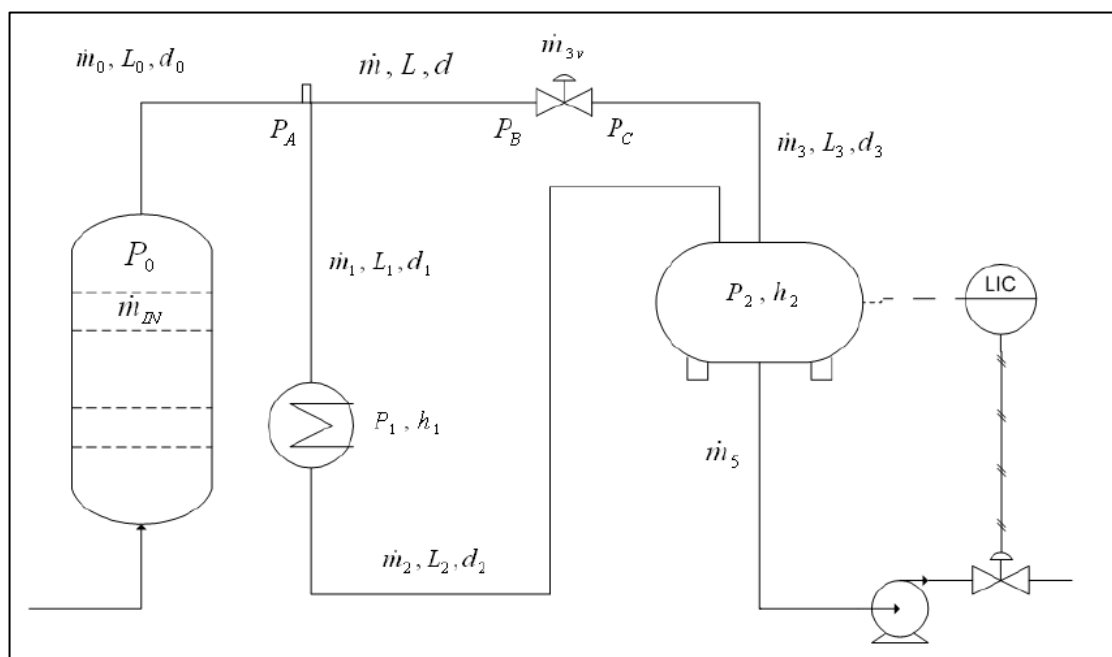 ṁ₀, L₀, d₀
ṁ, L, d
ṁ₃ᵥ
P_A
P_B
P_C
ṁ₃, L₃, d₃
P₀
ṁ_IN
ṁ₁, L₁, d₁
P₂, h₂
LIC
P₁, h₁
ṁ₅
ṁ₂, L₂, d₂